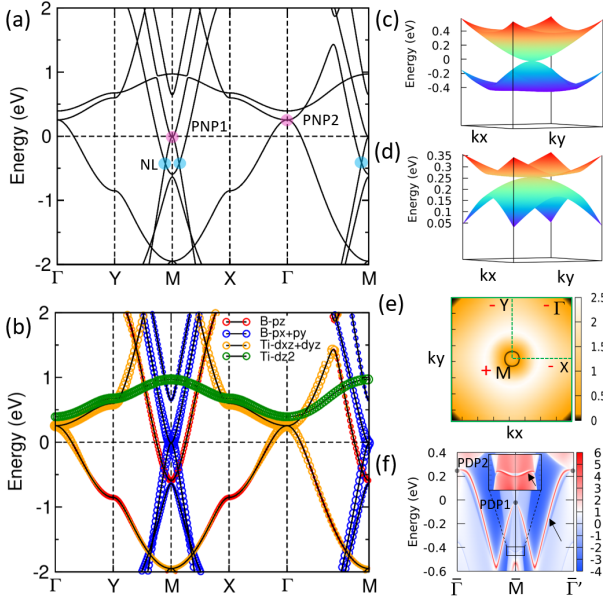 (a)
Energy (eV)
2
1
0
-1
-2
PNP1
PNP2
NL
Γ
Y
M
X
Γ
M
(b)
Energy (eV)
2
1
0
-1
-2
B-pz
B-px+py
Ti-dxz+dyz
Ti-dz2
Γ
Y
M
X
Γ
M
(c)
Energy (eV)
0.4
0
-0.4
kx
ky
(d)
Energy (eV)
0.35
0.25
0.15
0.05
kx
ky
(e)
- Y - Γ
+ M - X
ky
kx
2.5
2
1.5
1
0.5
0
(f)
Energy (eV)
0.4
0.2
0
-0.2
-0.4
-0.6
PDP2
PDP1
Γ̅
M̅
Γ̅′
6
5
4
3
2
1
0
-1
-2
-3
-4